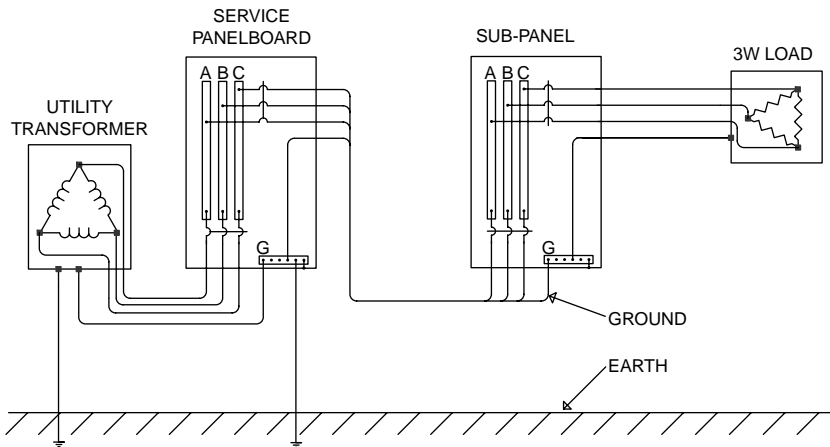 SERVICE
PANELBOARD
SUB-PANEL
3W LOAD
A B C
A B C
UTILITY
TRANSFORMER
G
G
GROUND
EARTH